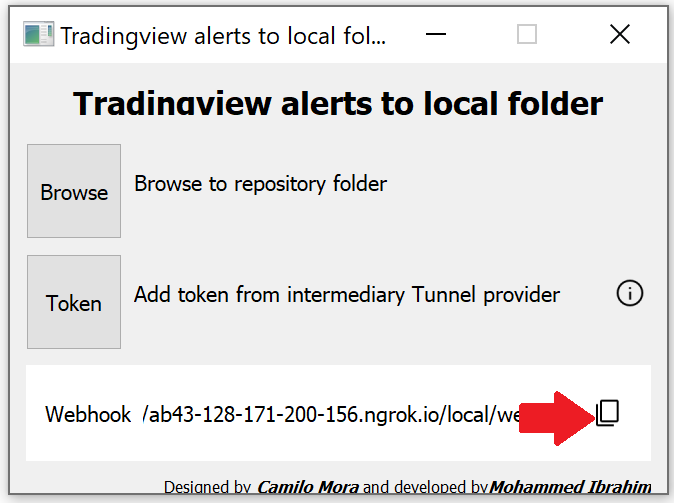 Tradingview alerts to local fol...
Tradingview alerts to local folder
Browse
Browse to repository folder
Token
Add token from intermediary Tunnel provider
Webhook /ab43-128-171-200-156.ngrok.io/local/we
Designed by Camilo Mora and developed by Mohammed Ibrahim